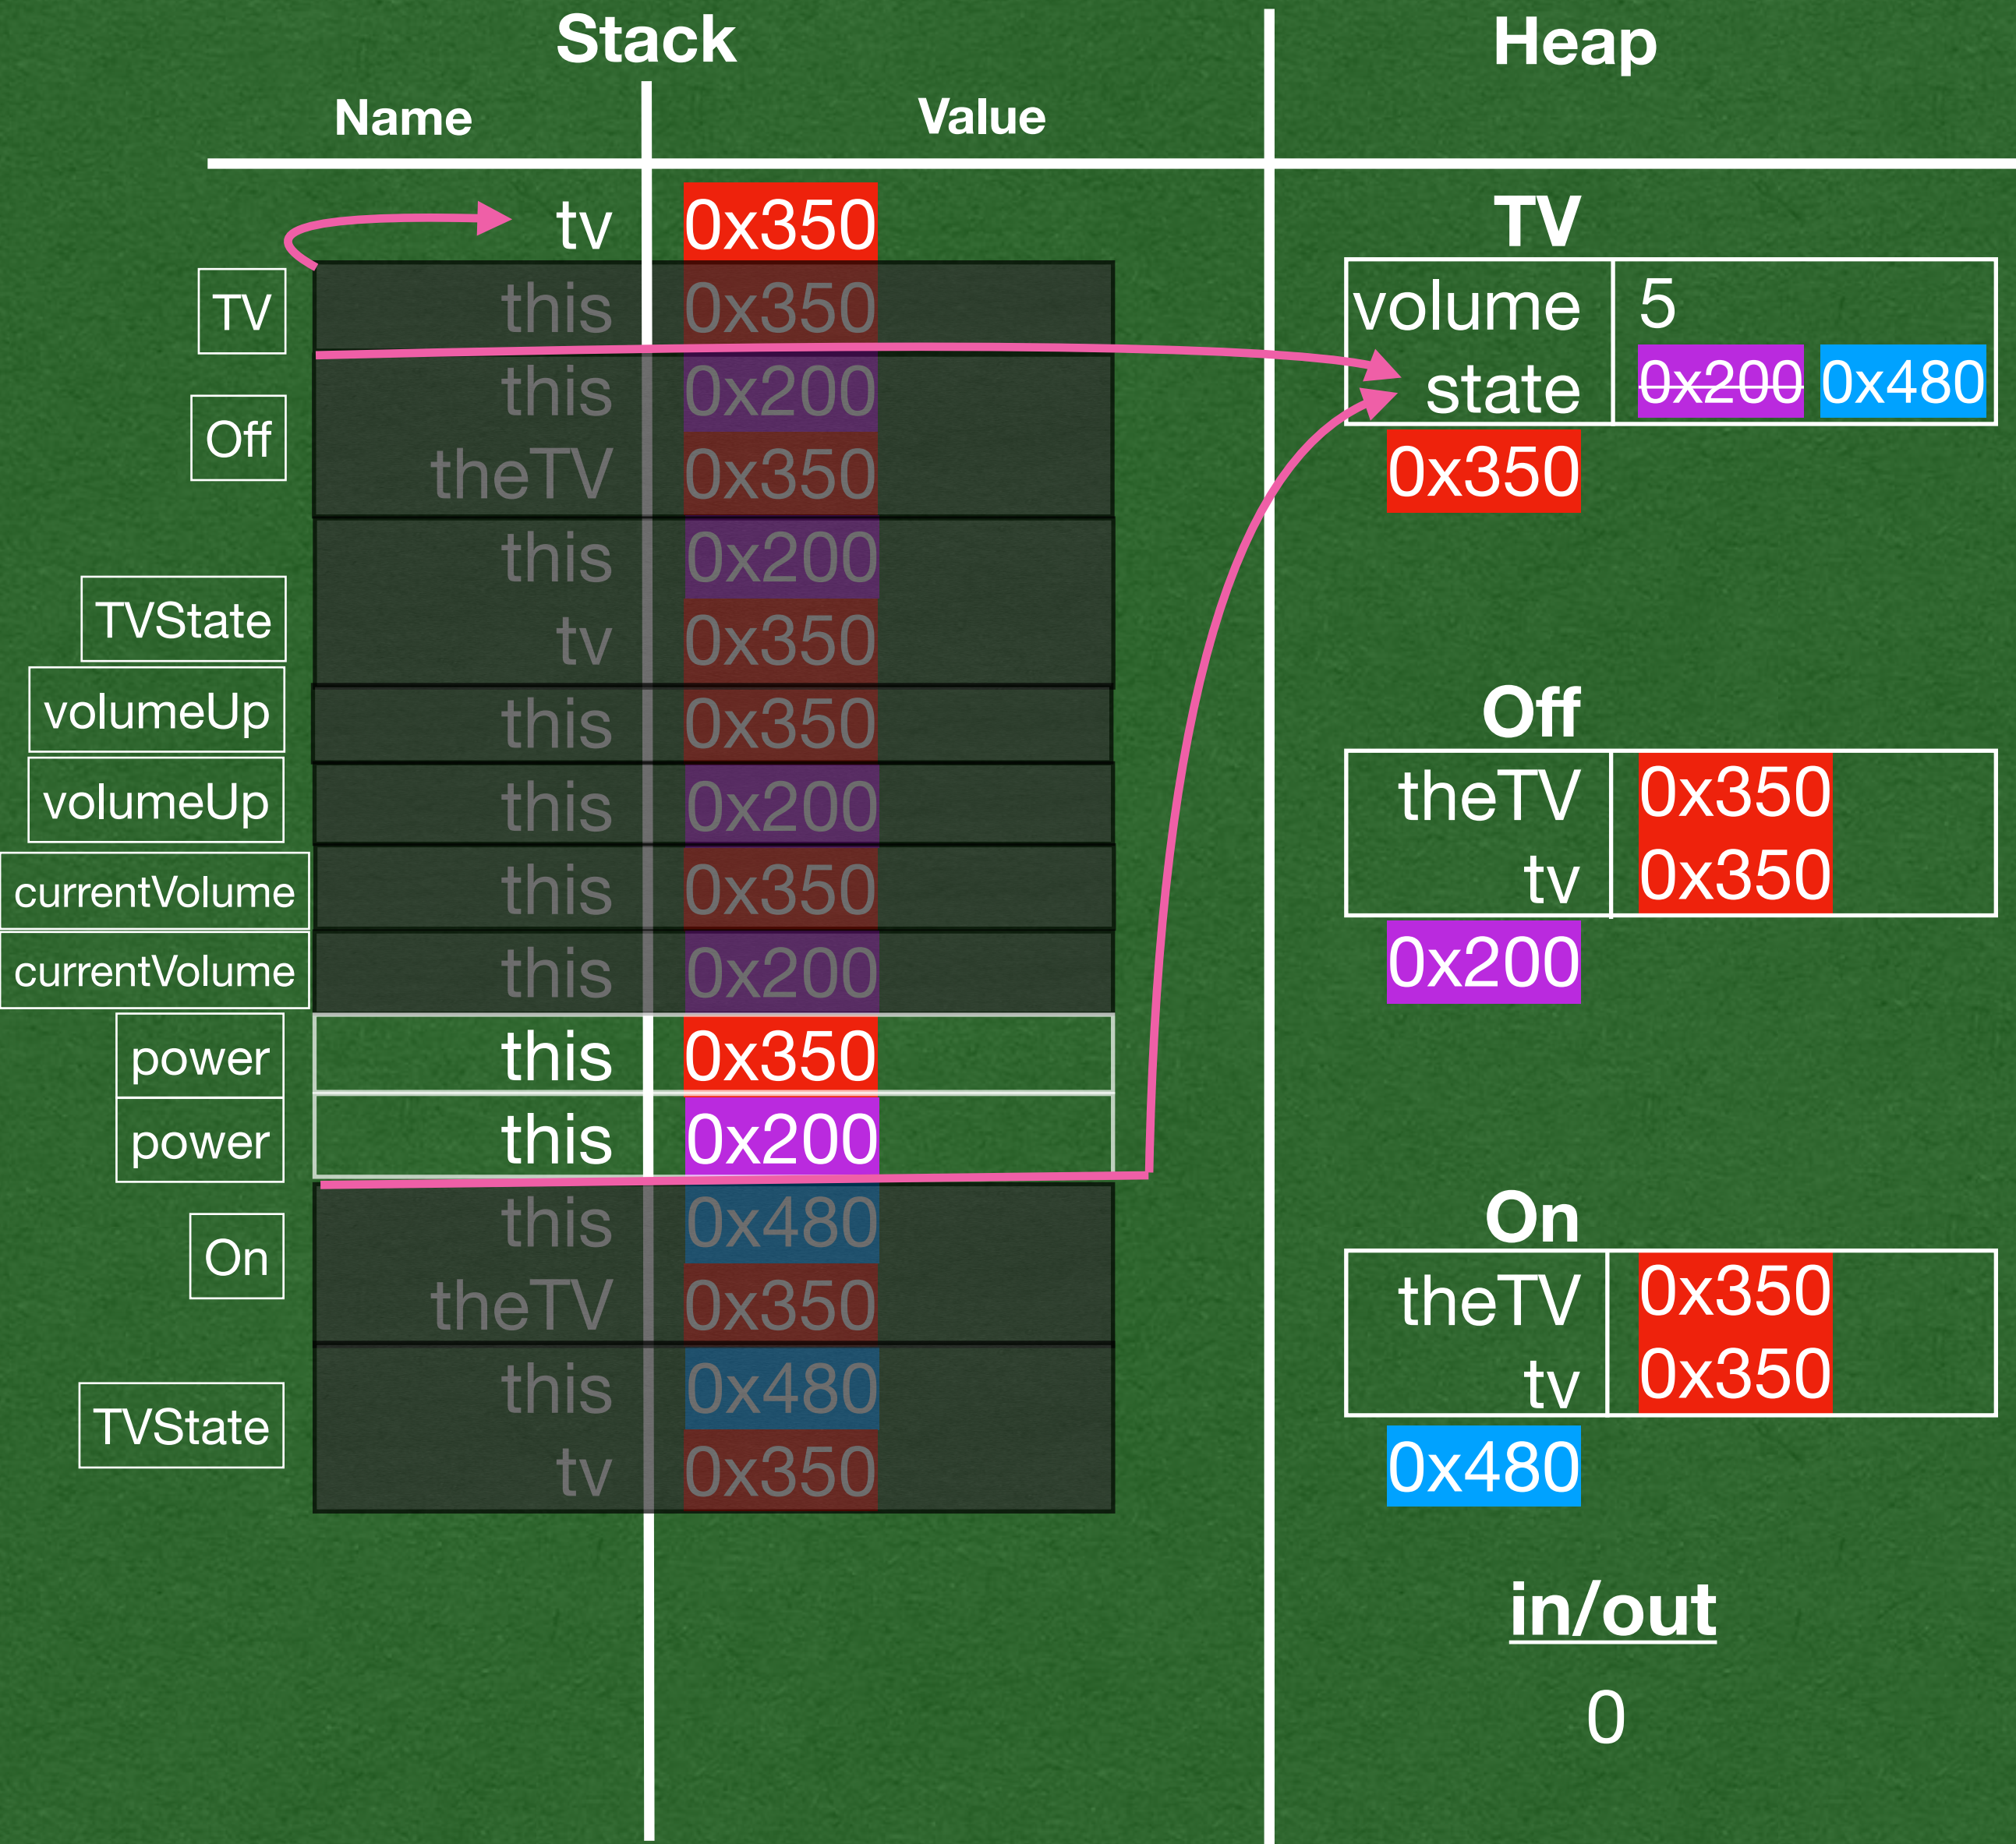 Stack
Heap
Name
Value
tv 0x350
TV
this 0x350
Off
this 0x200
theTV 0x350
TVState
this 0x200
tv 0x350
volumeUp
this 0x350
volumeUp
this 0x200
currentVolume
this 0x350
currentVolume
this 0x200
power
this 0x350
power
this 0x200
On
this 0x480
theTV 0x350
TVState
this 0x480
tv 0x350
TV
volume 5
state 0x200 0x480
0x350
Off
theTV 0x350
tv 0x350
0x200
On
theTV 0x350
tv 0x350
0x480
in/out
0